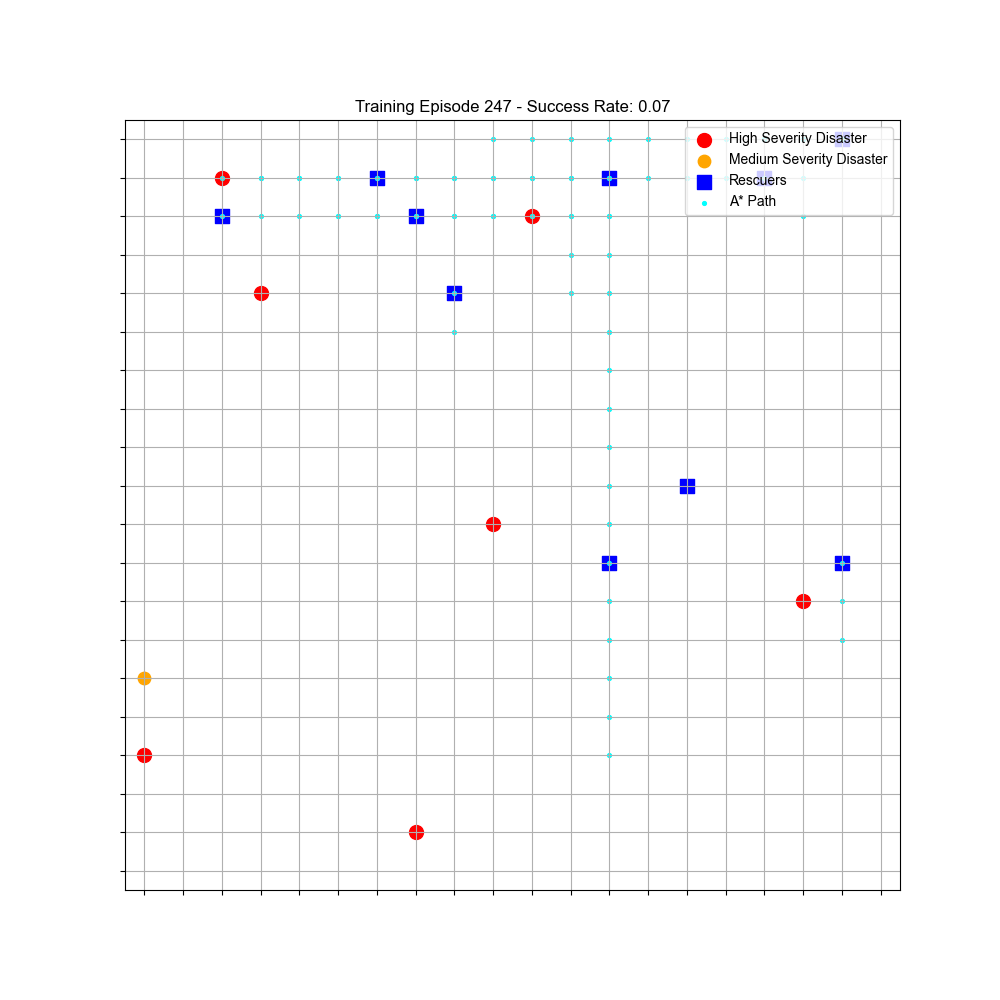 Training Episode 247 - Success Rate: 0.07
High Severity Disaster
Medium Severity Disaster
Rescuers
A* Path